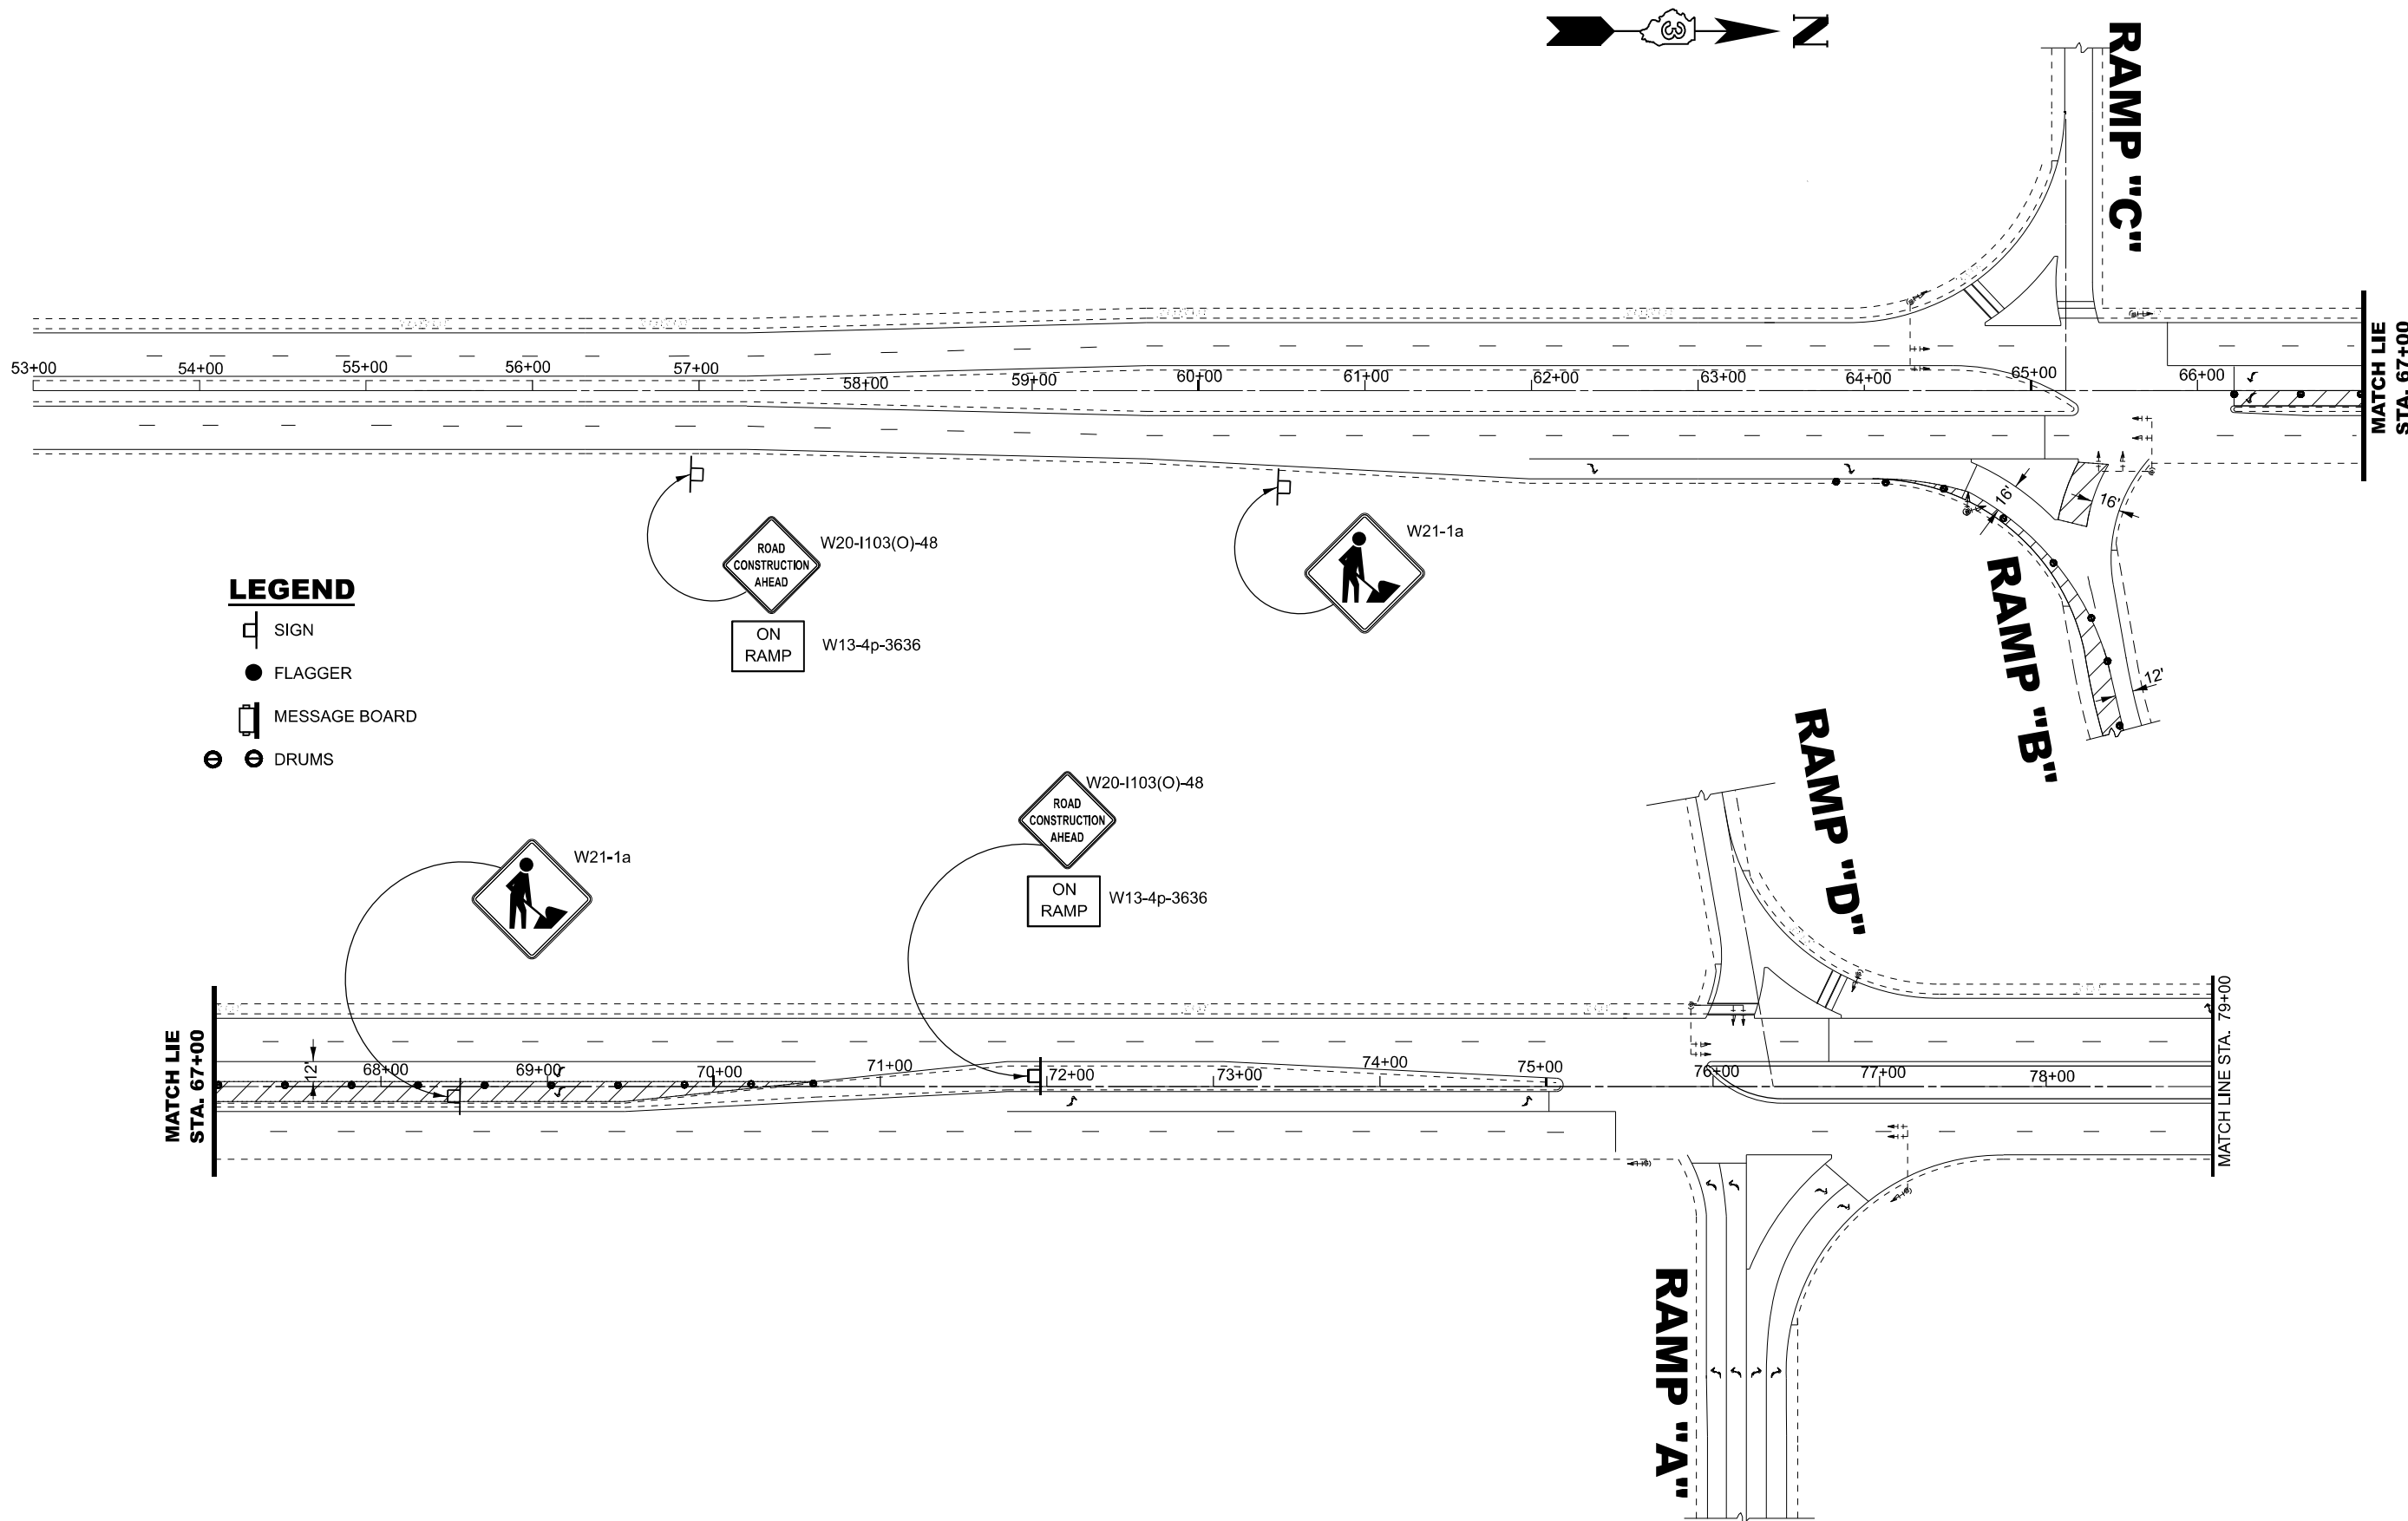 3
N
RAMP "C"
53+00
54+00
55+00
56+00
57+00
58+00
59+00
60+00
61+00
62+00
63+00
64+00
65+00
66+00
MATCH LIE
STA. 67+00
16'
16'
12'
RAMP "B"
ROAD
CONSTRUCTION
AHEAD
W20-I103(O)-48
ON
RAMP
W13-4p-3636
W21-1a
LEGEND
SIGN
FLAGGER
MESSAGE BOARD
DRUMS
W21-1a
ROAD
CONSTRUCTION
AHEAD
W20-I103(O)-48
ON
RAMP
W13-4p-3636
RAMP "D"
MATCH LIE
STA. 67+00
12'
68+00
69+00
70+00
71+00
72+00
73+00
74+00
75+00
76+00
77+00
78+00
MATCH LINE STA. 79+00
RAMP "A"